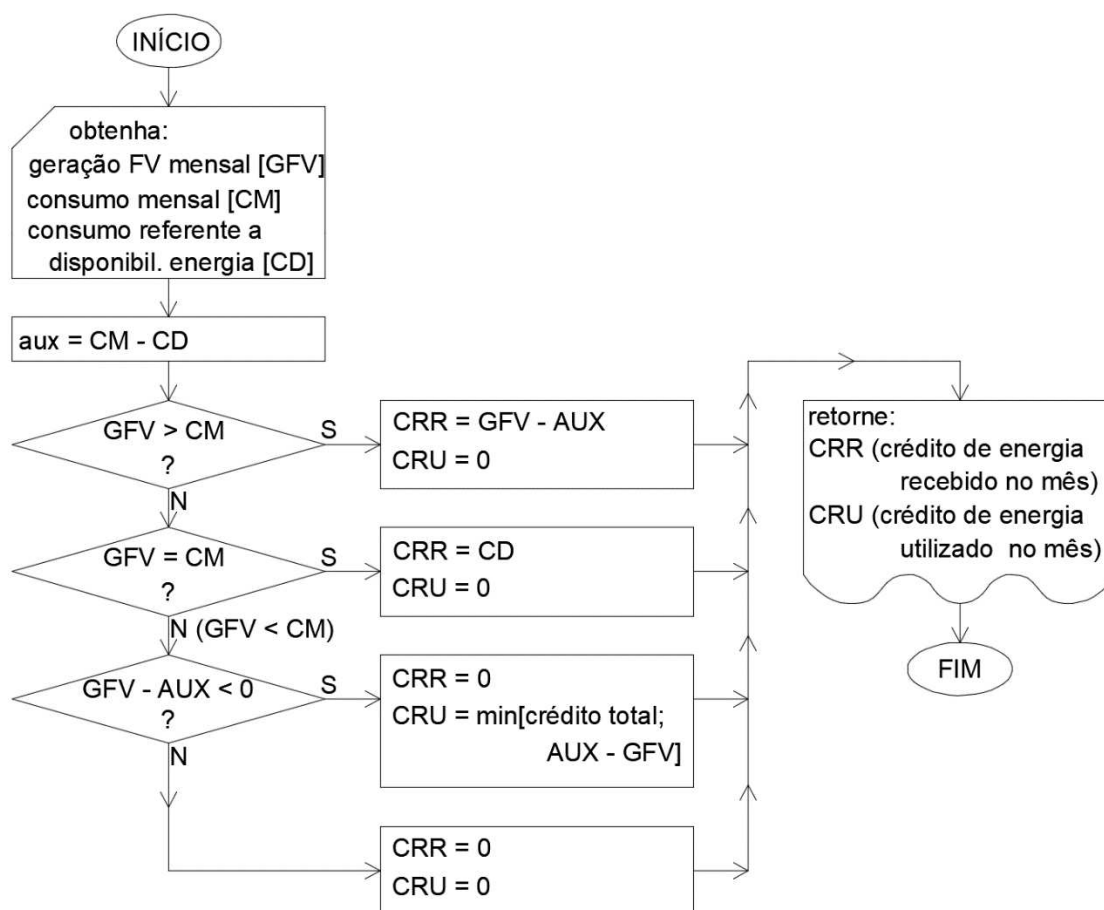 INÍCIO
obtenha:
geração FV mensal [GFV]
consumo mensal [CM]
consumo referente a
disponibil. energia [CD]
aux = CM - CD
GFV > CM
?
S
N
CRR = GFV - AUX
CRU = 0
GFV = CM
?
S
N (GFV < CM)
CRR = CD
CRU = 0
GFV - AUX < 0
?
S
N
CRR = 0
CRU = min[crédito total;
AUX - GFV]
CRR = 0
CRU = 0
retorne:
CRR (crédito de energia
recebido no mês)
CRU (crédito de energia
utilizado no mês)
FIM